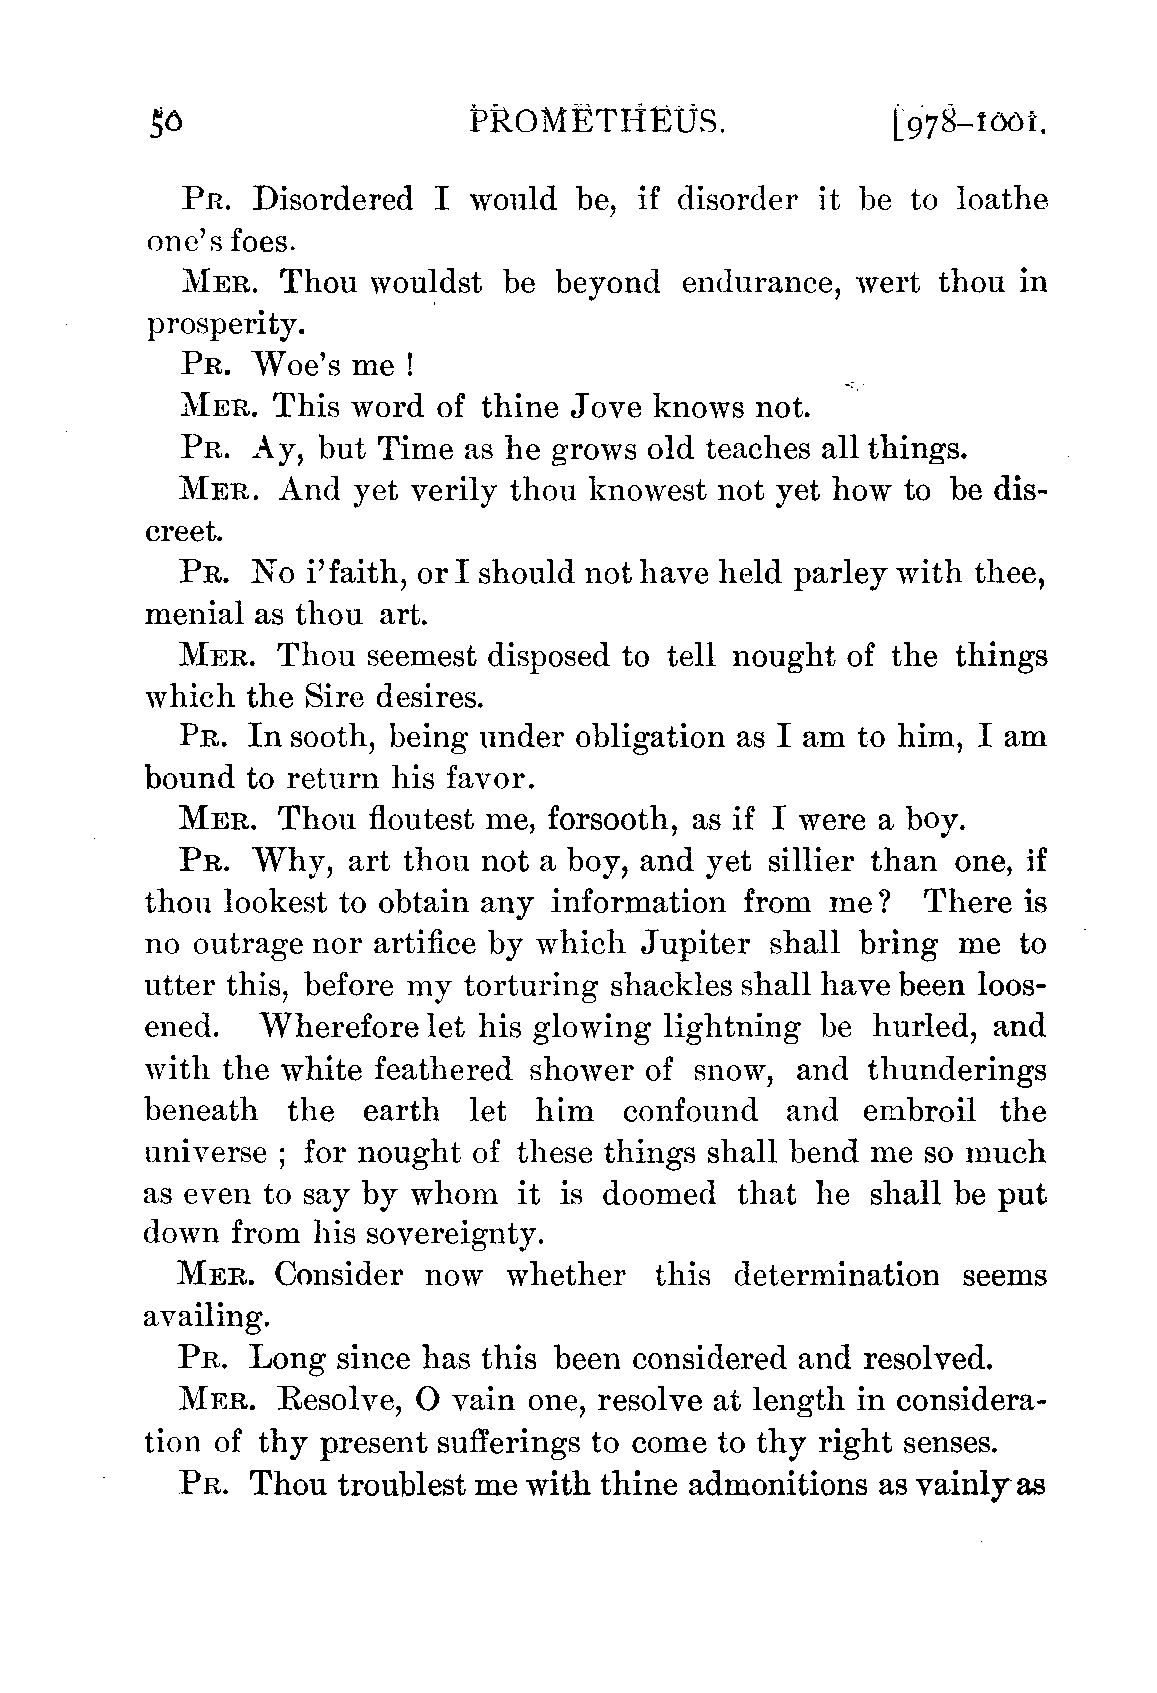 50 PROMETHEUS. [978–1001.
PR. Disordered I would be, if disorder it be to loathe
one's foes.
MER. Thou wouldst be beyond endurance, wert thou in
prosperity.
PR. Woe's me !
MER. This word of thine Jove knows not.
PR. Ay, but Time as he grows old teaches all things.
MER. And yet verily thou knowest not yet how to be dis-
creet.
PR. No i'faith, or I should not have held parley with thee,
menial as thou art.
MER. Thou seemest disposed to tell nought of the things
which the Sire desires.
PR. In sooth, being under obligation as I am to him, I am
bound to return his favor.
MER. Thou floutest me, forsooth, as if I were a boy.
PR. Why, art thou not a boy, and yet sillier than one, if
thou lookest to obtain any information from me? There is
no outrage nor artifice by which Jupiter shall bring me to
utter this, before my torturing shackles shall have been loos-
ened. Wherefore let his glowing lightning be hurled, and
with the white feathered shower of snow, and thunderings
beneath the earth let him confound and embroil the
universe ; for nought of these things shall bend me so much
as even to say by whom it is doomed that he shall be put
down from his sovereignty.
MER. Consider now whether this determination seems
availing.
PR. Long since has this been considered and resolved.
MER. Resolve, O vain one, resolve at length in considera-
tion of thy present sufferings to come to thy right senses.
PR. Thou troublest me with thine admonitions as vainly as